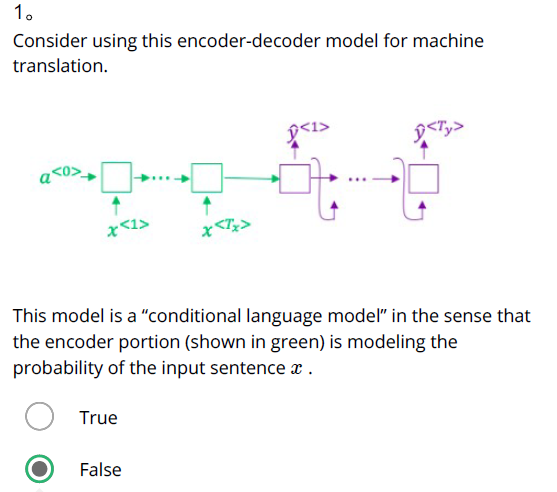 1。
Consider using this encoder-decoder model for machine
translation.
ŷ<1> ŷ<Ty>
a<0> ... ...
x<1> x<Tx>
This model is a “conditional language model” in the sense that
the encoder portion (shown in green) is modeling the
probability of the input sentence x .
True
False